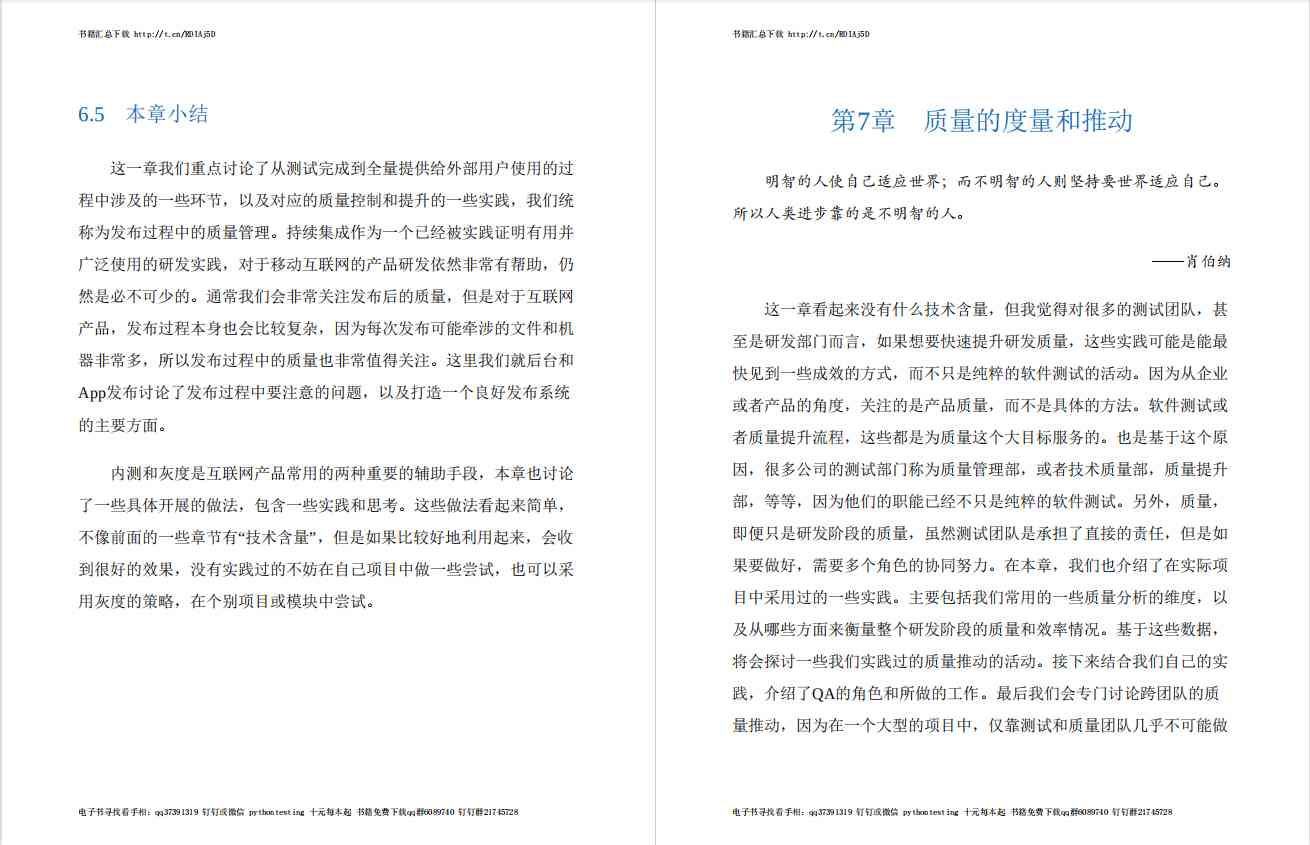 书籍汇总下载 http://t.cn/RDIAj5D
6.5 本章小结
这一章我们重点讨论了从测试完成到全量提供给外部用户使用的过
程中涉及的一些环节，以及对应的质量控制和提升的一些实践，我们统
称为发布过程中的质量管理。持续集成作为一个已经被实践证明有用并
广泛使用的研发实践，对于移动互联网的产品研发依然非常有帮助，仍
然是必不可少的。通常我们会非常关注发布后的质量，但是对于互联网
产品，发布过程本身也会比较复杂，因为每次发布可能牵涉的文件和机
器非常多，所以发布过程中的质量也非常值得关注。这里我们就后台和
App发布讨论了发布过程中要注意的问题，以及打造一个良好发布系统
的主要方面。
内测和灰度是互联网产品常用的两种重要的辅助手段，本章也讨论
了一些具体开展的做法，包含一些实践和思考。这些做法看起来简单，
不像前面的一些章节有“技术含量”，但是如果比较好地利用起来，会收
到很好的效果，没有实践过的不妨在自己项目中做一些尝试，也可以采
用灰度的策略，在个别项目或模块中尝试。
电子书寻找看手相：qq37391319 钉钉或微信 pythontesting 十元每本起 书籍免费下载qq群6089740 钉钉群21745728
书籍汇总下载 http://t.cn/RDIAj5D
第7章 质量的度量和推动
明智的人使自己适应世界；而不明智的人则坚持要世界适应自己。
所以人类进步靠的是不明智的人。
——肖伯纳
这一章看起来没有什么技术含量，但我觉得对很多的测试团队，甚
至是研发部门而言，如果想要快速提升研发质量，这些实践可能是能最
快见到一些成效的方式，而不只是纯粹的软件测试的活动。因为从企业
或者产品的角度，关注的是产品质量，而不是具体的方法。软件测试或
者质量提升流程，这些都是为质量这个大目标服务的。也是基于这个原
因，很多公司的测试部门称为质量管理部，或者技术质量部，质量提升
部，等等，因为他们的职能已经不只是纯粹的软件测试。另外，质量，
即便只是研发阶段的质量，虽然测试团队是承担了直接的责任，但是如
果要做好，需要多个角色的协同努力。在本章，我们也介绍了在实际项
目中采用过的一些实践。主要包括我们常用的一些质量分析的维度，以
及从哪些方面来衡量整个研发阶段的质量和效率情况。基于这些数据，
将会探讨一些我们实践过的质量推动的活动。接下来结合我们自己的实
践，介绍了QA的角色和所做的工作。最后我们会专门讨论跨团队的质
量推动，因为在一个大型的项目中，仅靠测试和质量团队几乎不可能做
电子书寻找看手相：qq37391319 钉钉或微信 pythontesting 十元每本起 书籍免费下载qq群6089740 钉钉群21745728